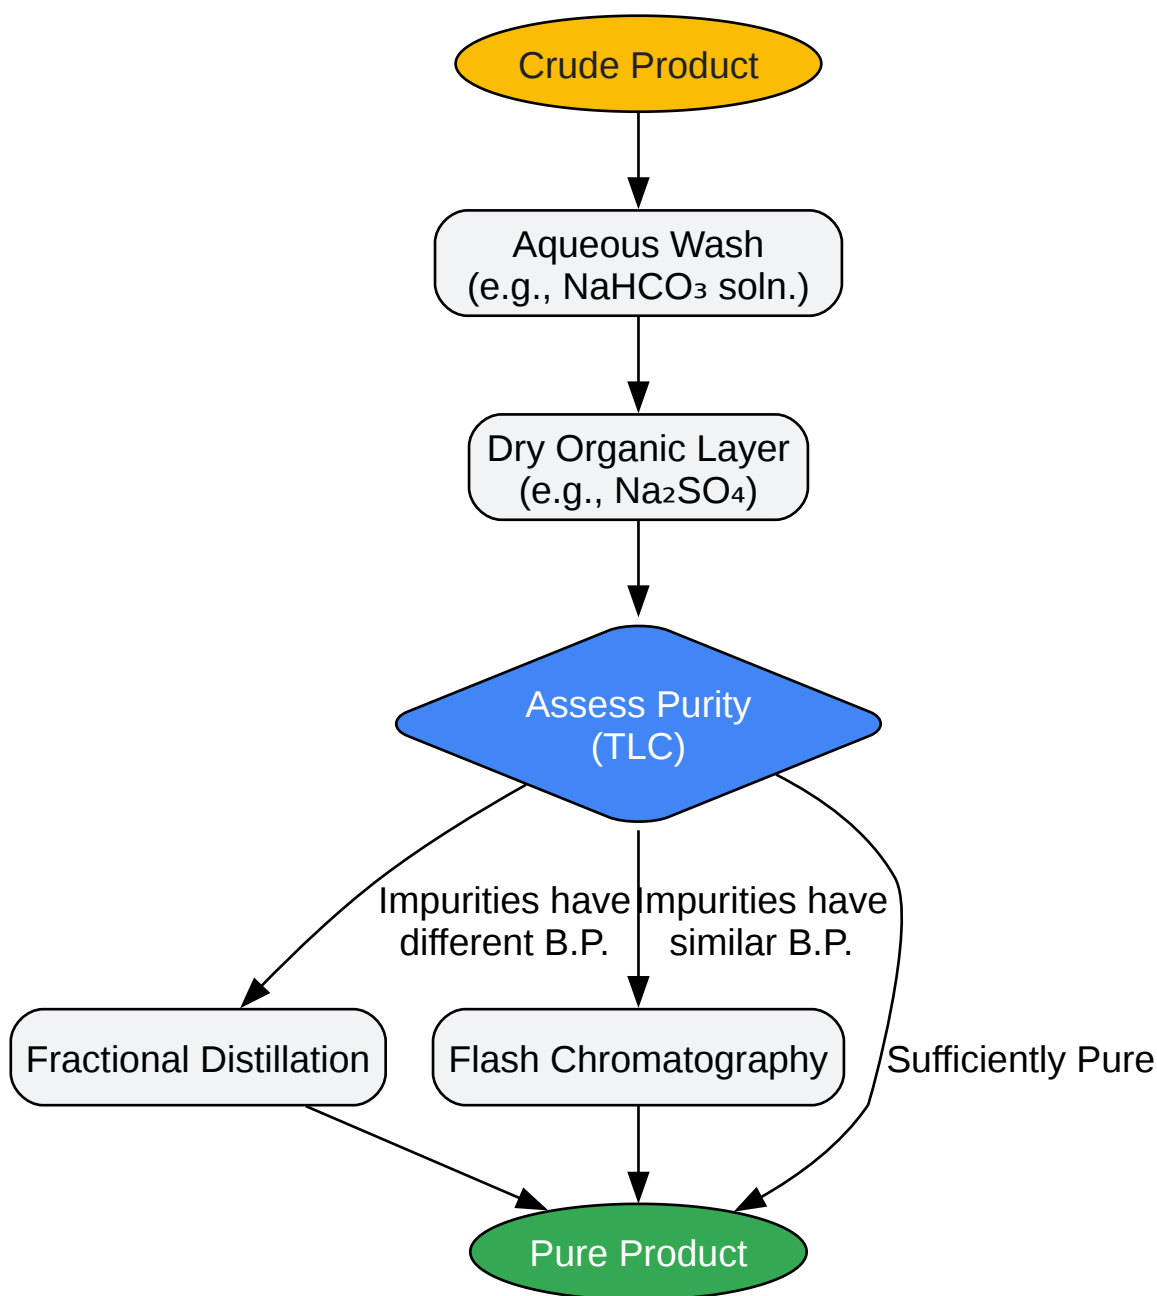 Crude Product
Aqueous Wash
(e.g., NaHCO₃ soln.)
Dry Organic Layer
(e.g., Na₂SO₄)
Assess Purity
(TLC)
Impurities have
different B.P.
Impurities have
similar B.P.
Fractional Distillation
Flash Chromatography
Sufficiently Pure
Pure Product